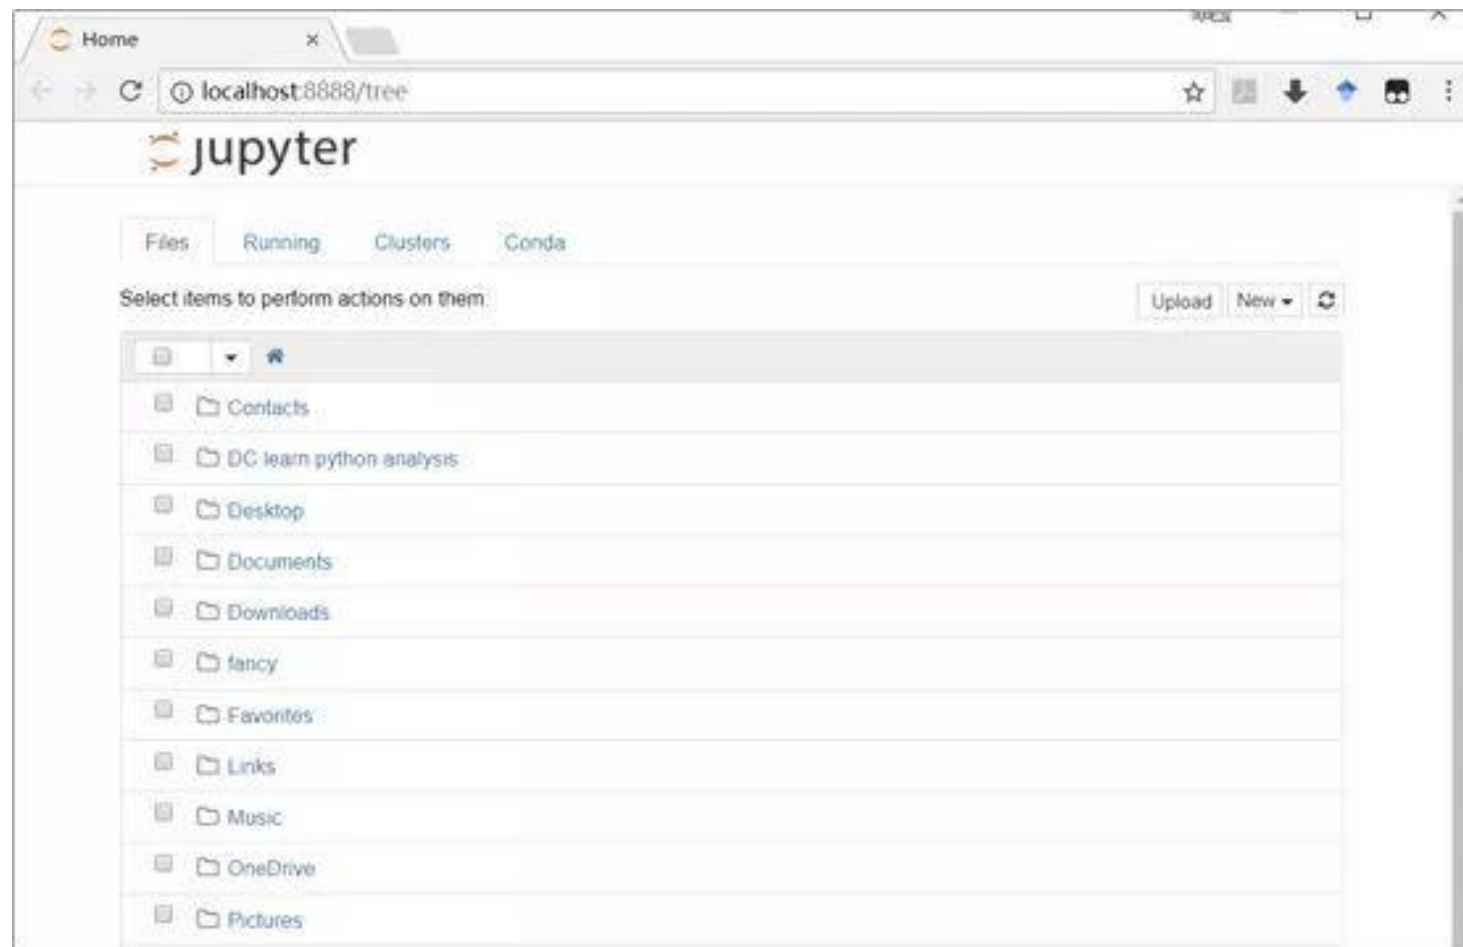 Home
localhost:8888/tree
jupyter
Files Running Clusters Conda
Select items to perform actions on them
Upload New
Contacts
DC learn python analysis
Desktop
Documents
Downloads
fancy
Favorites
Links
Music
OneDrive
Pictures